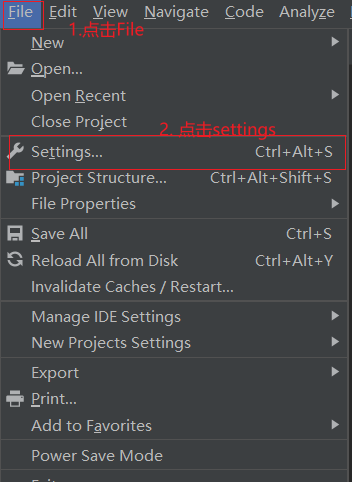 File Edit View Navigate Code Analyze
1.点击File
New
Open...
Open Recent
Close Project
2. 点击settings
Settings... Ctrl+Alt+S
Project Structure... Ctrl+Alt+Shift+S
File Properties
Save All Ctrl+S
Reload All from Disk Ctrl+Alt+Y
Invalidate Caches / Restart...
Manage IDE Settings
New Projects Settings
Export
Print...
Add to Favorites
Power Save Mode